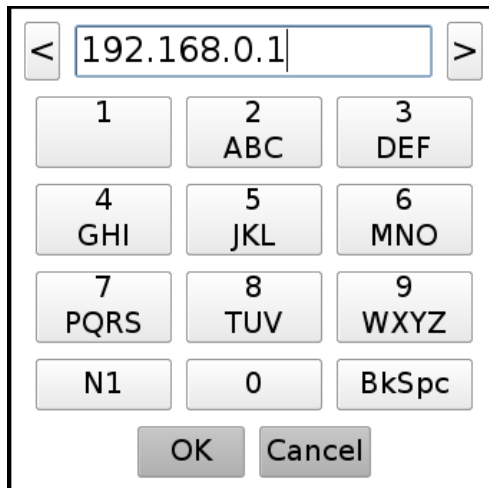 < 192.168.0.1 >
1 2 3
ABC DEF
4 5 6
GHI JKL MNO
7 8 9
PQRS TUV WXYZ
N1 0 BkSpc
OK Cancel